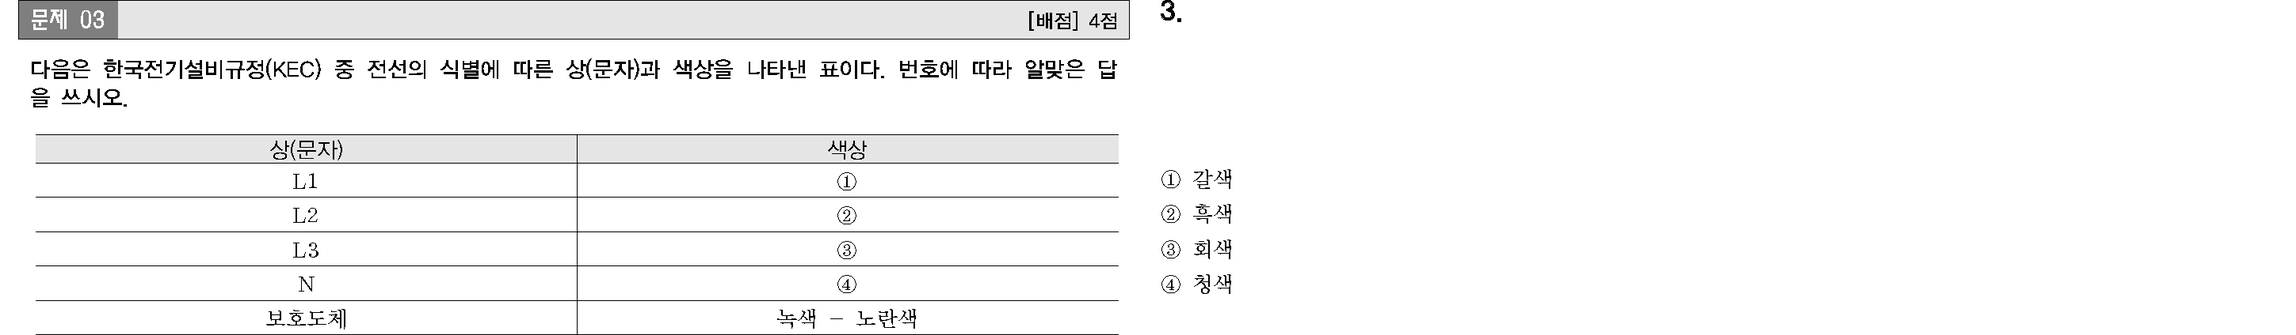 문제 03 [배점] 4점
다음은 한국전기설비규정(KEC) 중 전선의 식별에 따른 상(문자)과 색상을 나타낸 표이다. 번호에 따라 알맞은 답
을 쓰시오.
상(문자) 색상
L1 ①
L2 ②
L3 ③
N ④
보호도체 녹색 - 노란색
3.
① 갈색
② 흑색
③ 회색
④ 청색